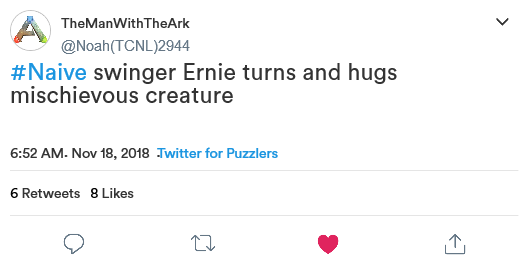 TheManWithTheArk
@Noah(TCNL)2944
#Naive swinger Ernie turns and hugs
mischievous creature
6:52 AM. Nov 18, 2018 Twitter for Puzzlers
6 Retweets 8 Likes